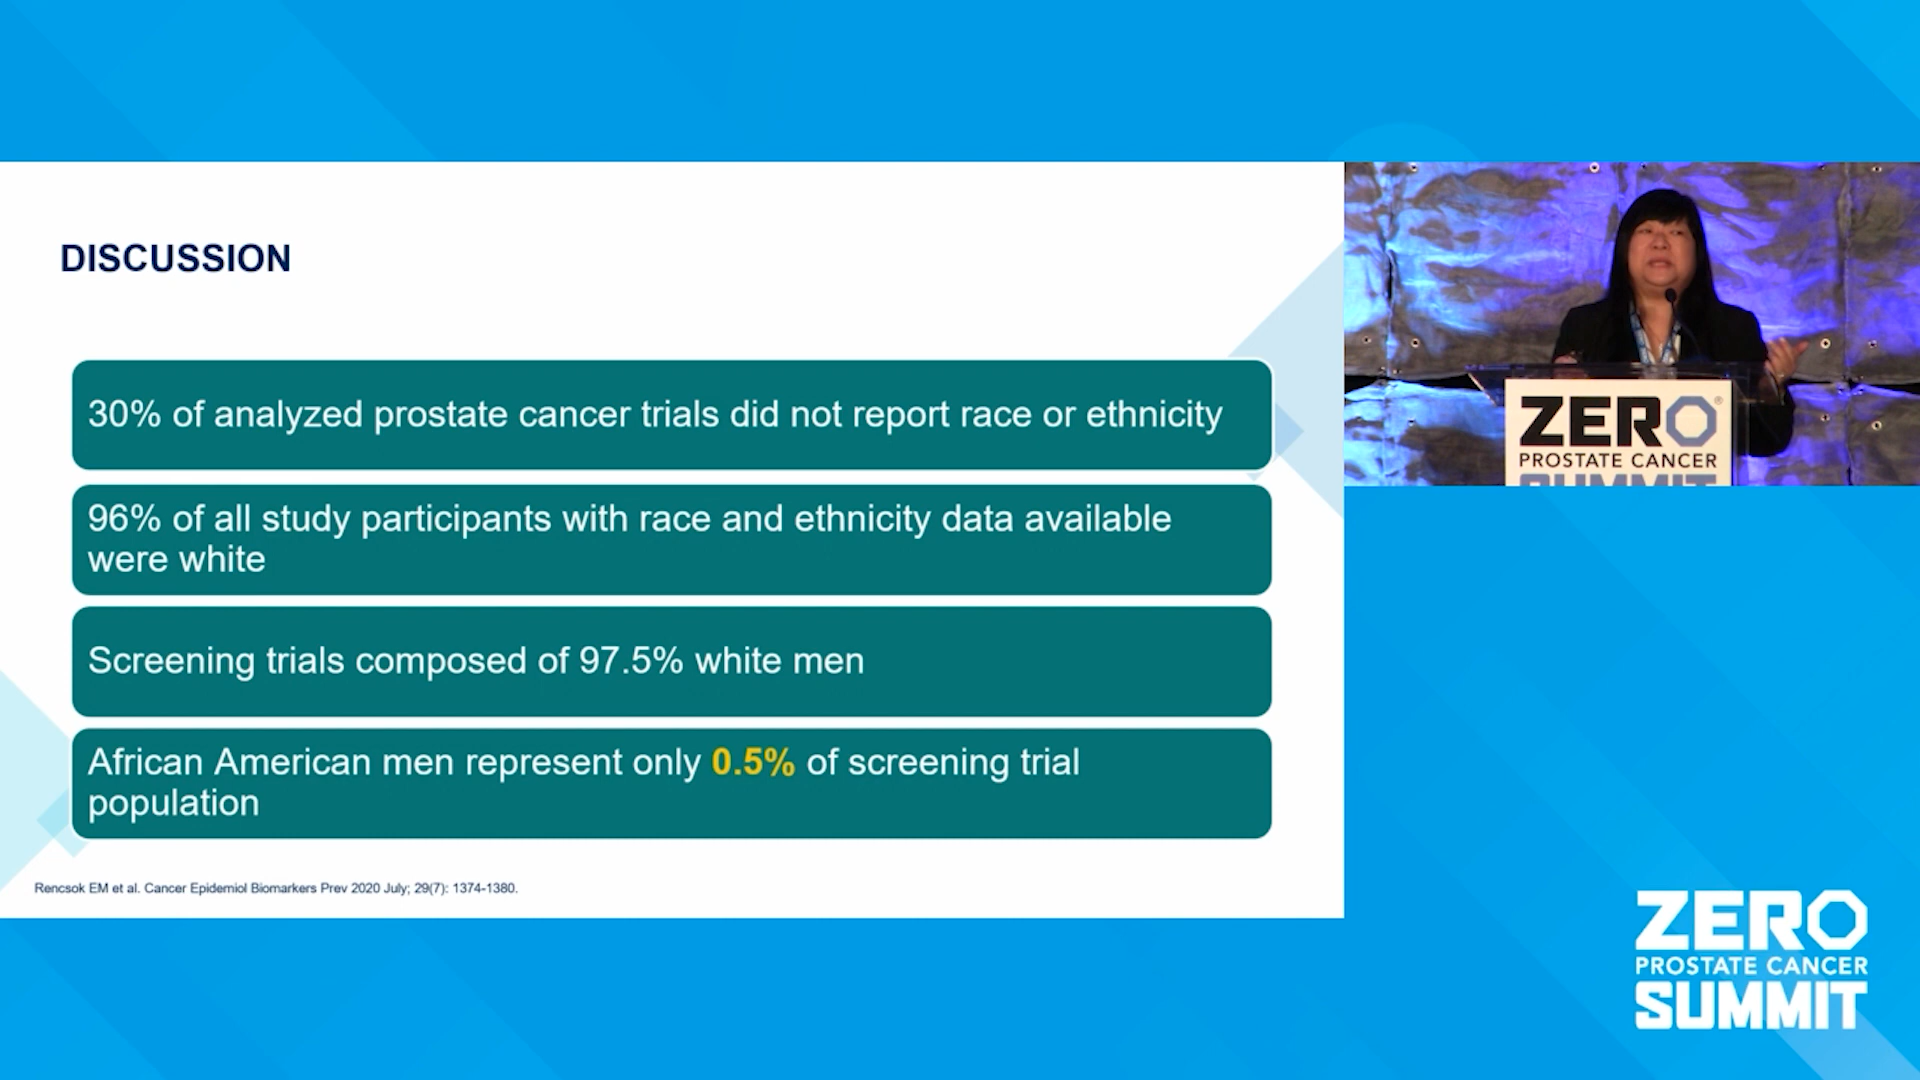 DISCUSSION
30% of analyzed prostate cancer trials did not report race or ethnicity
96% of all study participants with race and ethnicity data available
were white
Screening trials composed of 97.5% white men
African American men represent only 0.5% of screening trial
population
Rencsok EM et al. Cancer Epidemiol Biomarkers Prev 2020 July; 29(7): 1374-1380.
ZERO®
PROSTATE CANCER
SUMMIT
ZERO
PROSTATE CANCER
SUMMIT